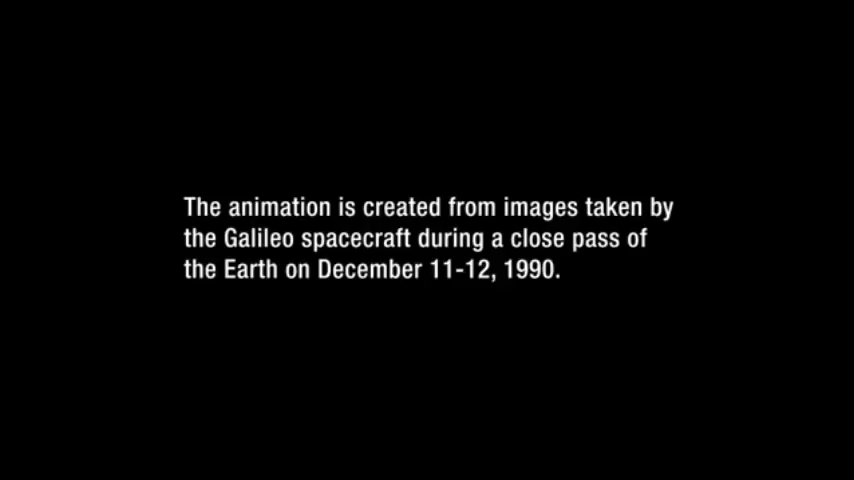 The animation is created from images taken by
the Galileo spacecraft during a close pass of
the Earth on December 11-12, 1990.